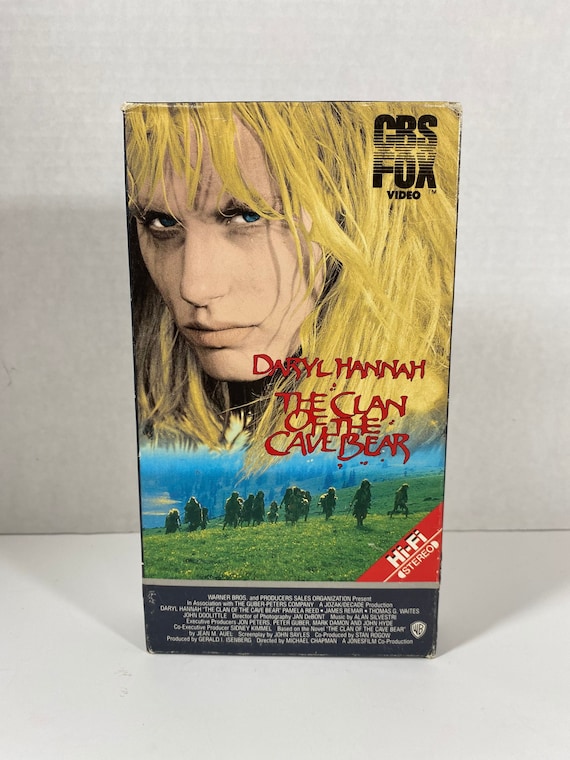 CBS
FOX
VIDEO™
DARYL HANNAH
THE CLAN
OF THE
CAVE BEAR
Hi-Fi
STEREO
WARNER BROS. and PRODUCERS SALES ORGANIZATION Present
In Association with THE GUBER-PETERS COMPANY A JOZAK/DECADE Production
DARYL HANNAH "THE CLAN OF THE CAVE BEAR" PAMELA REED • JAMES REMAR • THOMAS G. WAITES
JOHN DOOLITTLE Director of Photography JAN DeBONT Music by ALAN SILVESTRI
Executive Producers JON PETERS, PETER GUBER, MARK DAMON and JOHN HYDE
Co-Executive Producer SIDNEY KIMMEL Based on the Novel "THE CLAN OF THE CAVE BEAR"
by JEAN M. AUEL Screenplay by JOHN SAYLES Co-Produced by STAN ROGOW
Produced by GERALD I. ISENBERG Directed by MICHAEL CHAPMAN A JONESFILM Co-Production
WB